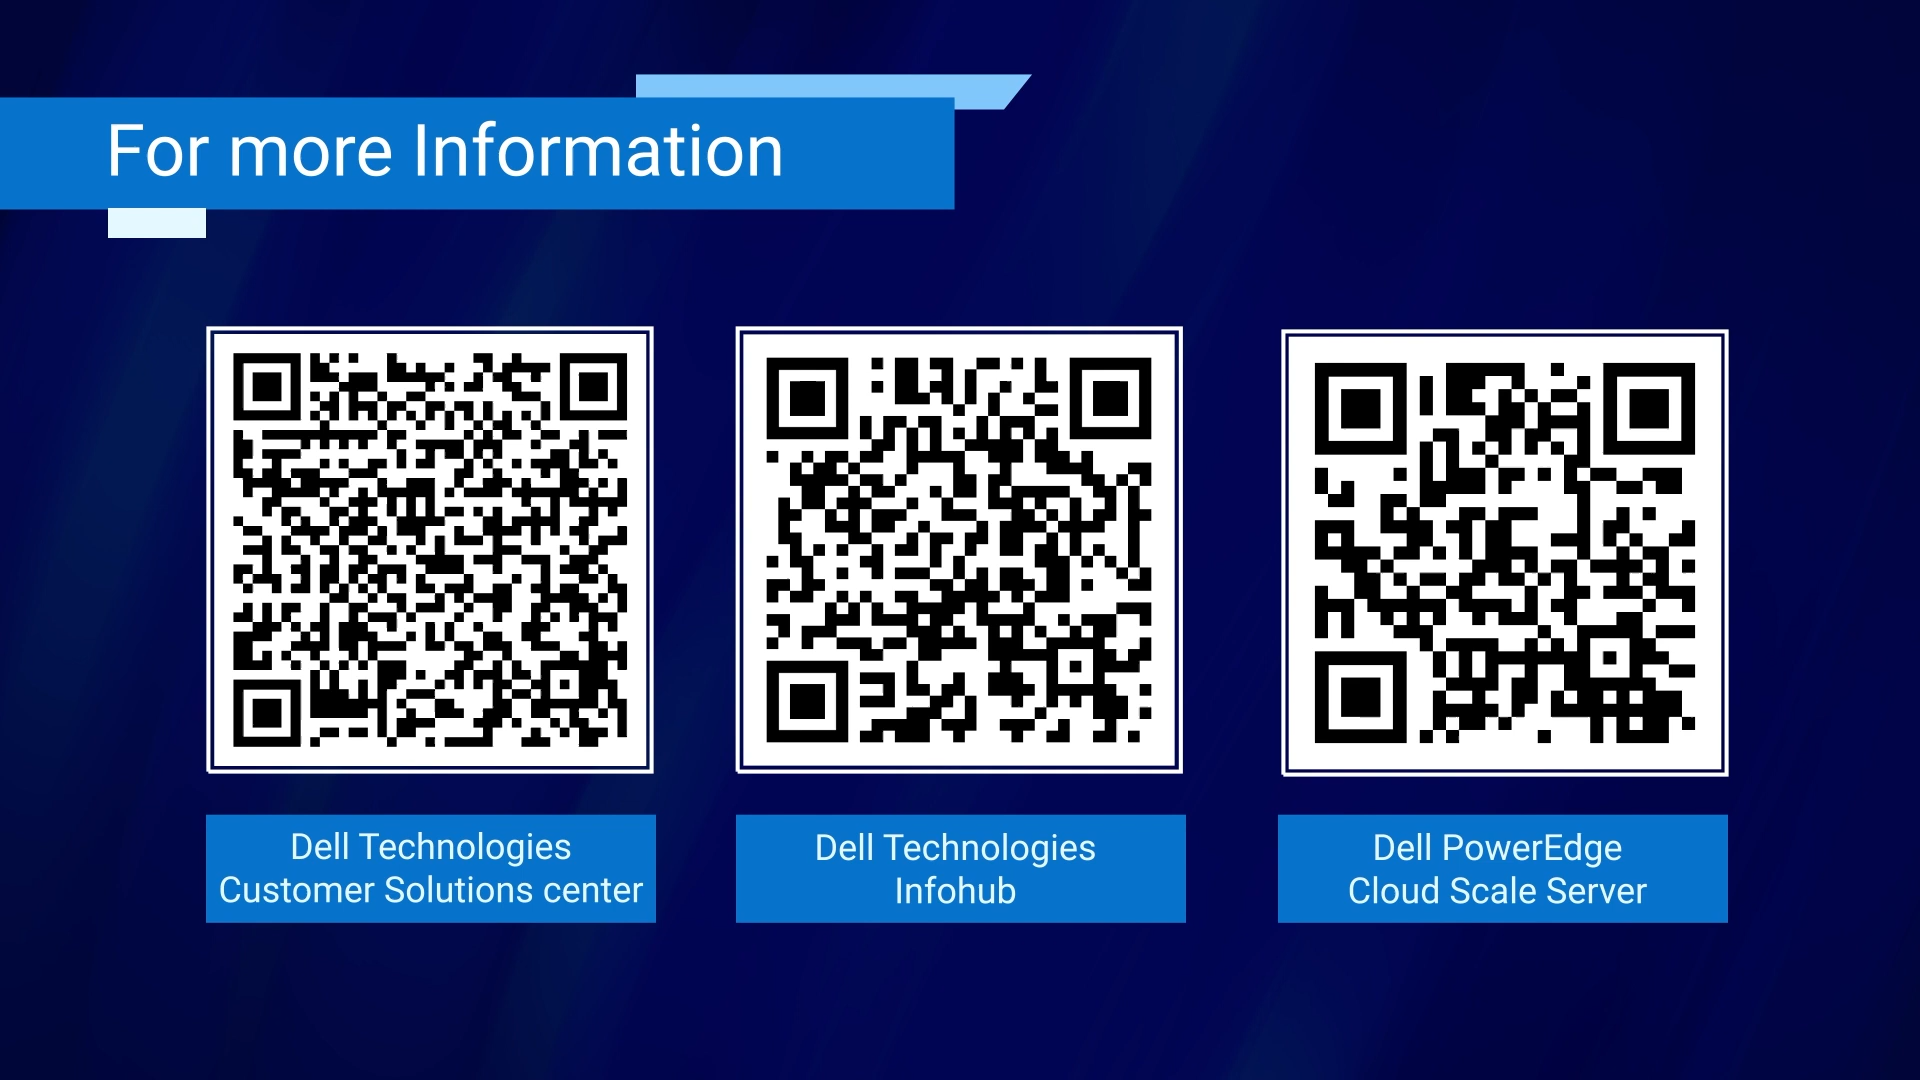 For more Information
Dell Technologies
Customer Solutions center
Dell Technologies
Infohub
Dell PowerEdge
Cloud Scale Server